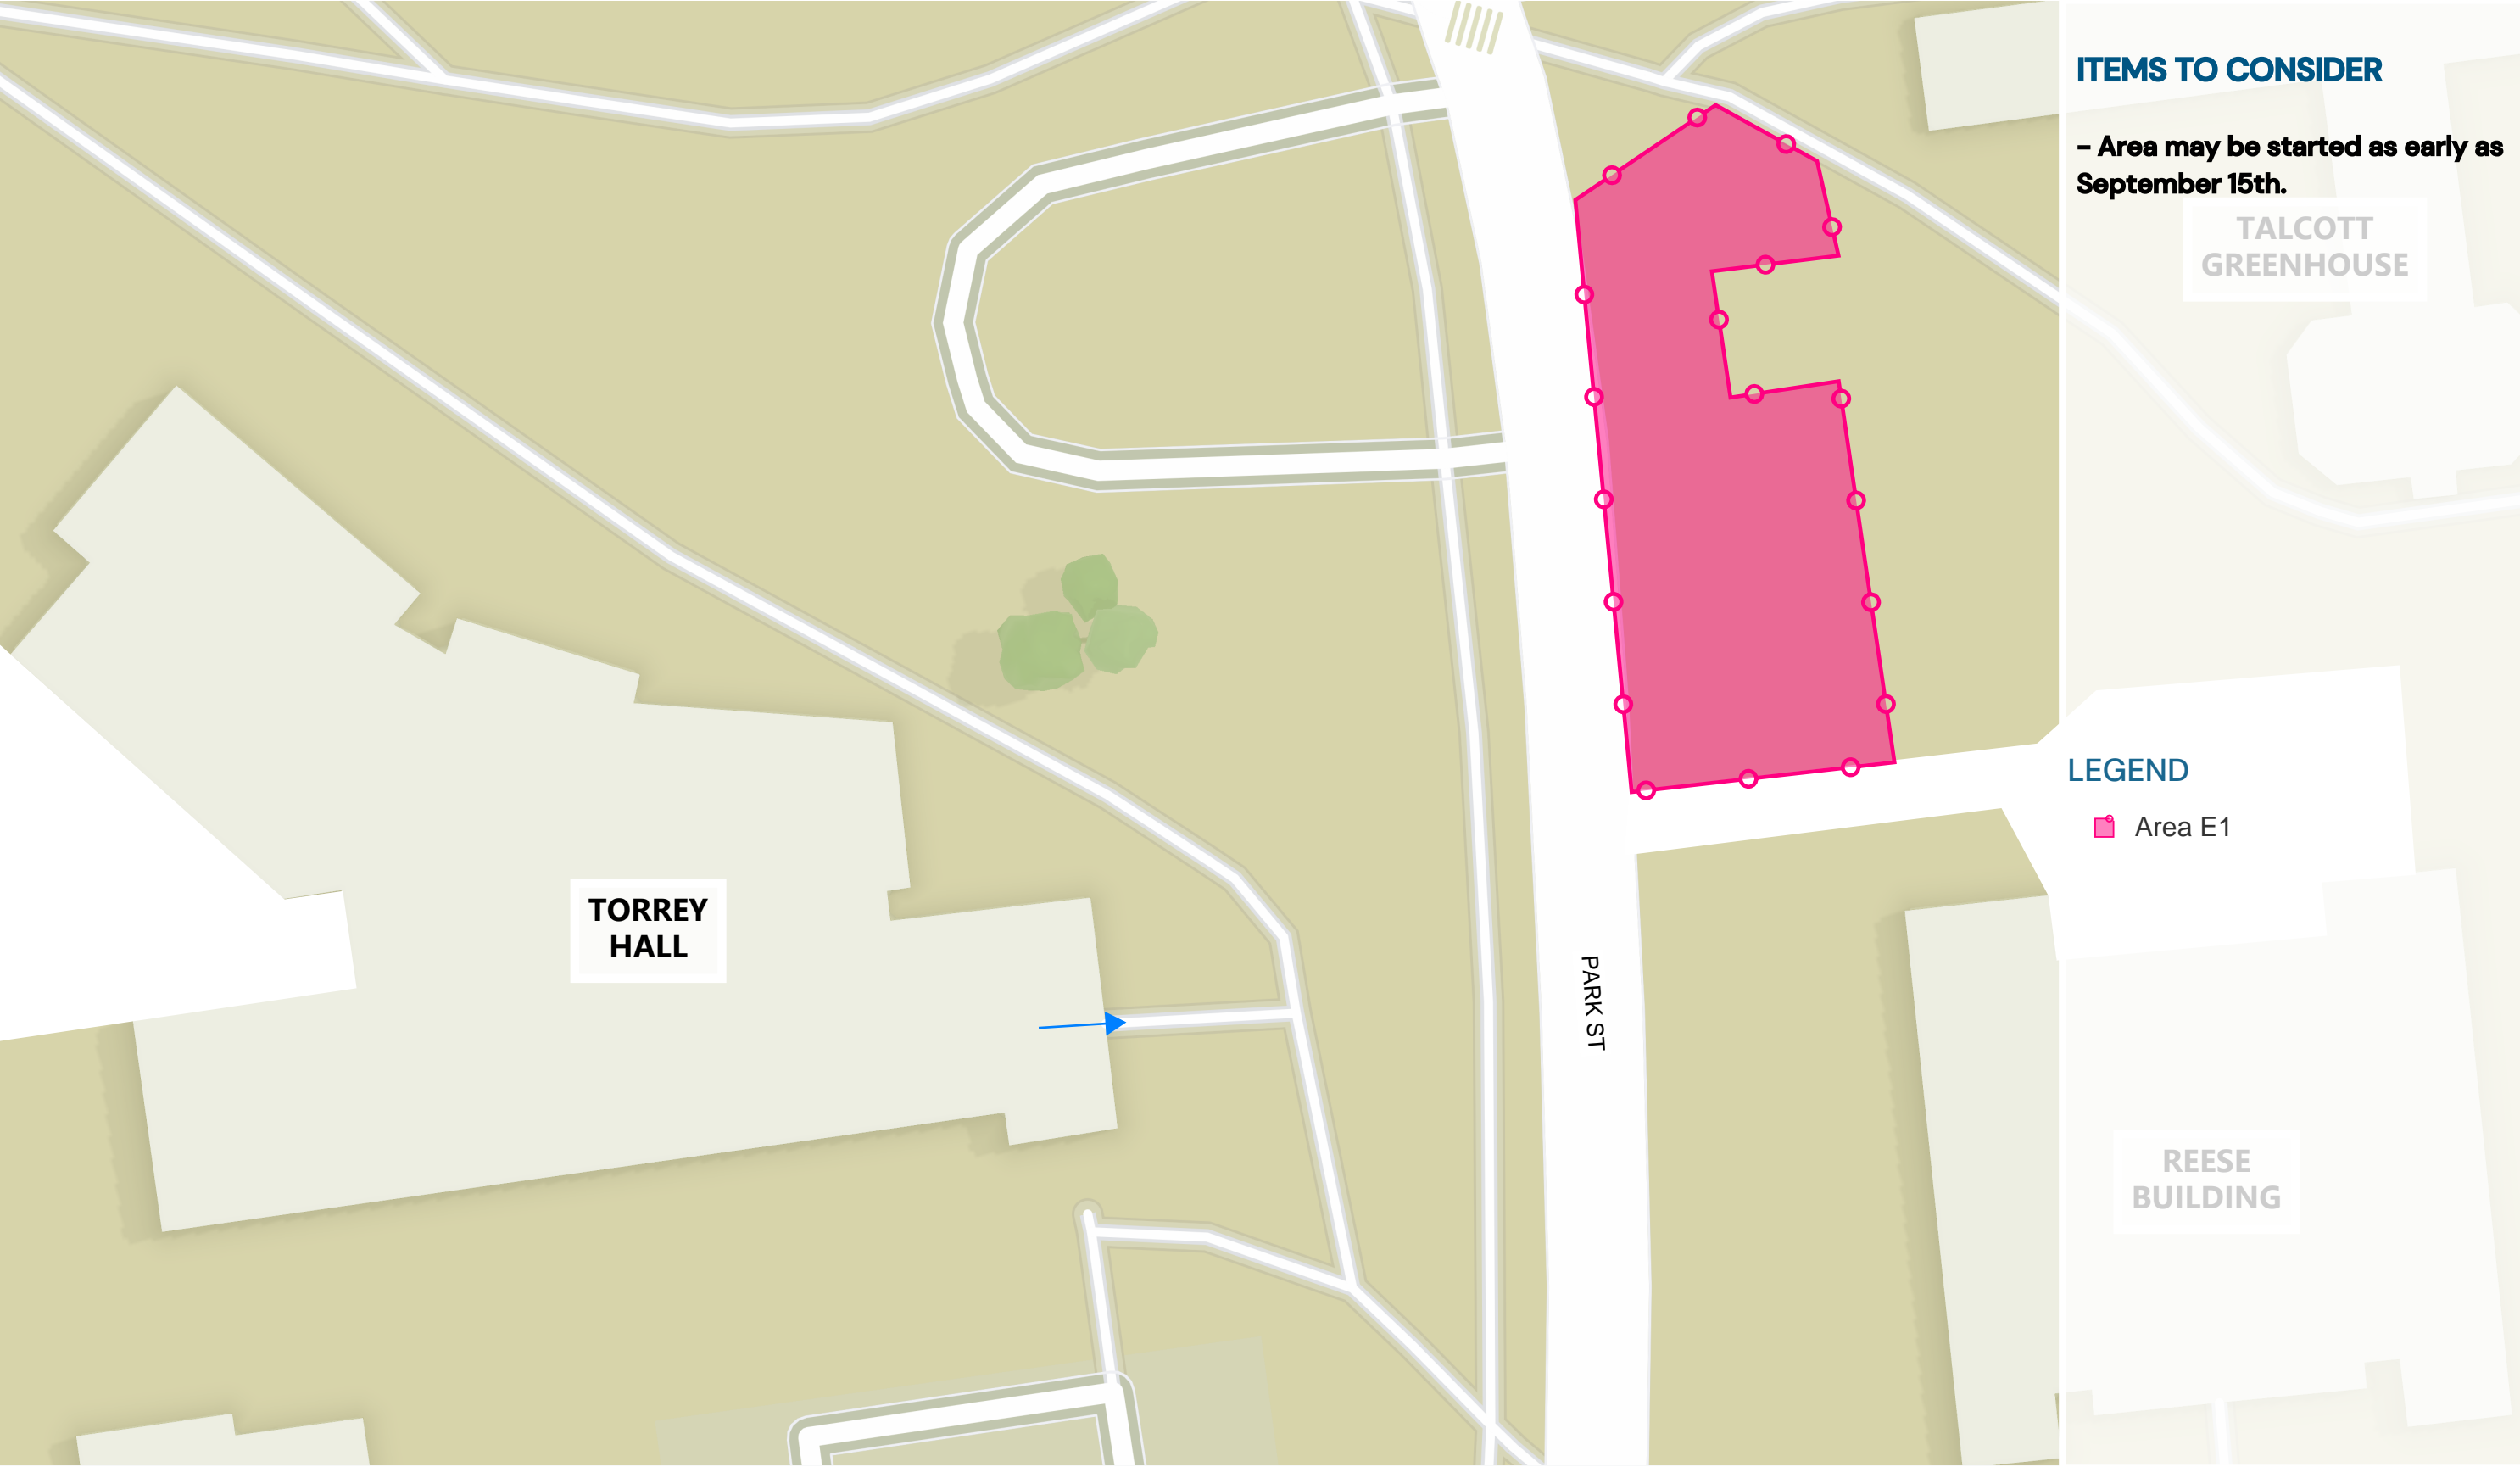 ITEMS TO CONSIDER
- Area may be started as early as
September 15th.
TALCOTT
GREENHOUSE
LEGEND
Area E1
TORREY
HALL
PARK ST
REESE
BUILDING